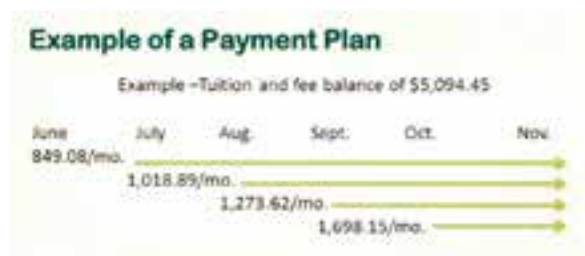 Example of a Payment Plan
Example –Tuition and fee balance of $5,094.45
June July Aug. Sept. Oct. Nov.
849.08/mo.
1,018.89/mo.
1,273.62/mo.
1,698.15/mo.